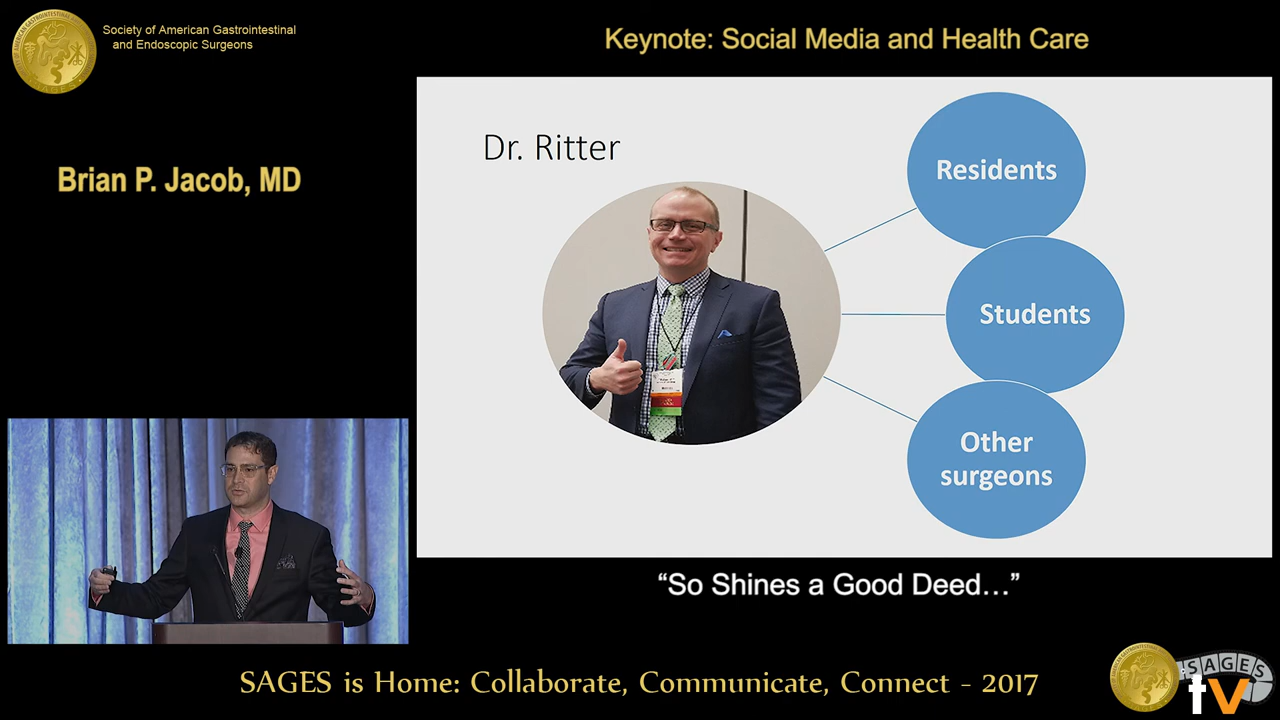 Society of American Gastrointestinal
and Endoscopic Surgeons
Keynote: Social Media and Health Care
Brian P. Jacob, MD
Dr. Ritter
Residents
Students
Other
surgeons
“So Shines a Good Deed…”
SAGES is Home: Collaborate, Communicate, Connect - 2017
SAGES
tv